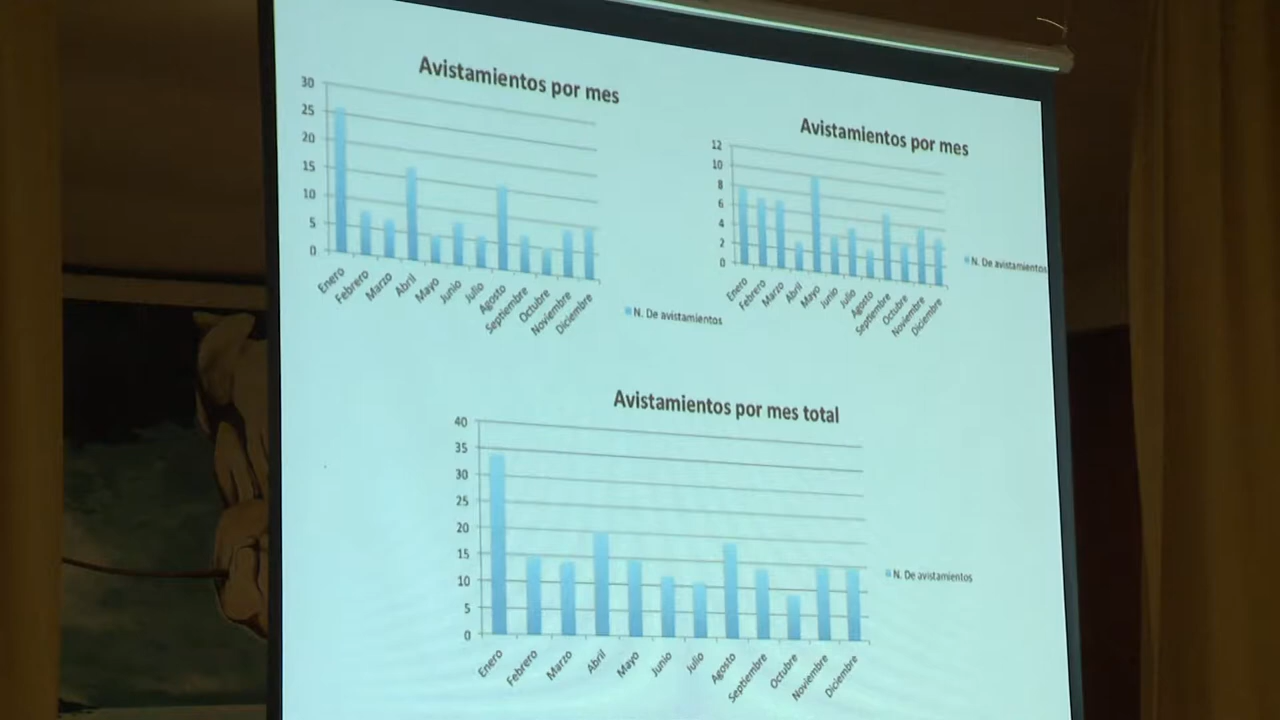 Avistamientos por mes
30
25
20
15
10
5
0
Enero
Febrero
Marzo
Abril
Mayo
Junio
Julio
Agosto
Septiembre
Octubre
Noviembre
Diciembre
N. De avistamientos
Avistamientos por mes
12
10
8
6
4
2
0
Enero
Febrero
Marzo
Abril
Mayo
Junio
Julio
Agosto
Septiembre
Octubre
Noviembre
Diciembre
N. De avistamientos
Avistamientos por mes total
40
35
30
25
20
15
10
5
0
Enero
Febrero
Marzo
Abril
Mayo
Junio
Julio
Agosto
Septiembre
Octubre
Noviembre
Diciembre
N. De avistamientos